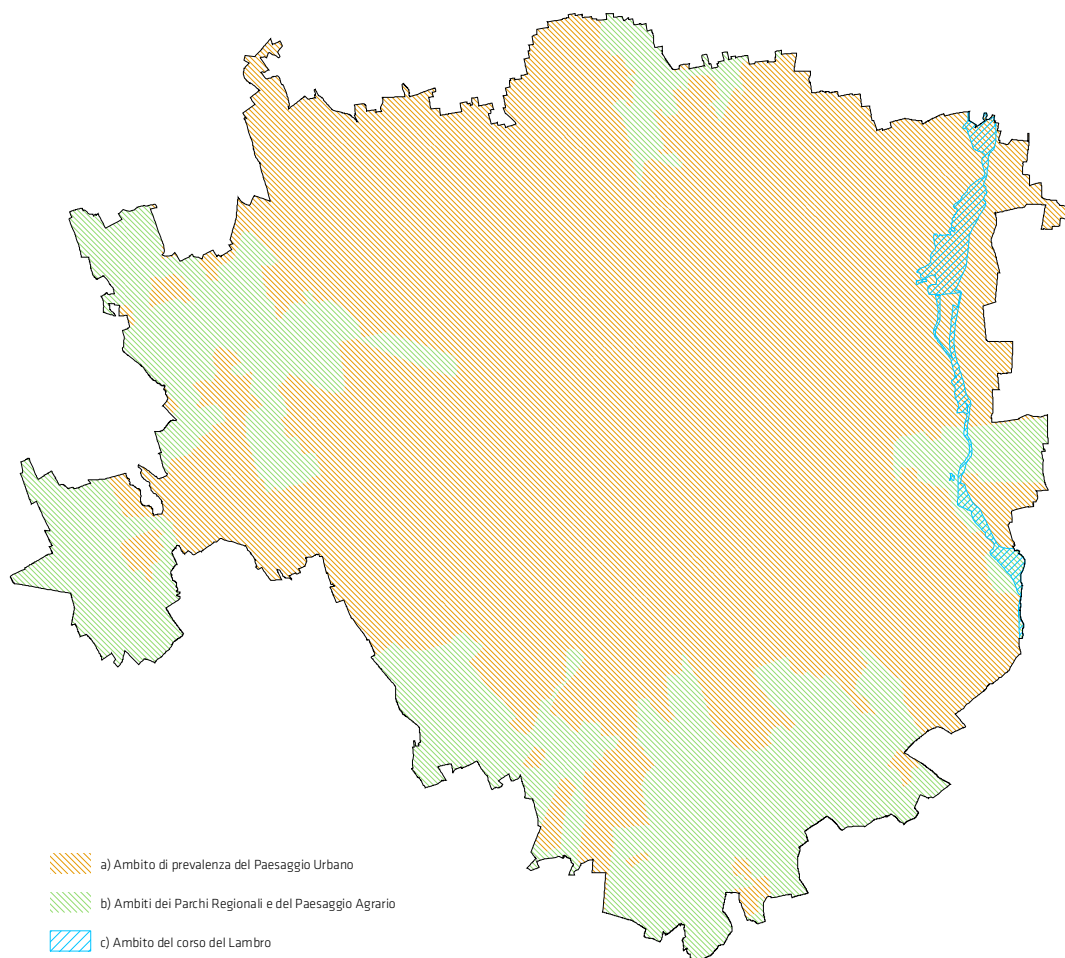 a) Ambito di prevalenza del Paesaggio Urbano
b) Ambiti dei Parchi Regionali e del Paesaggio Agrario
c) Ambito del corso del Lambro